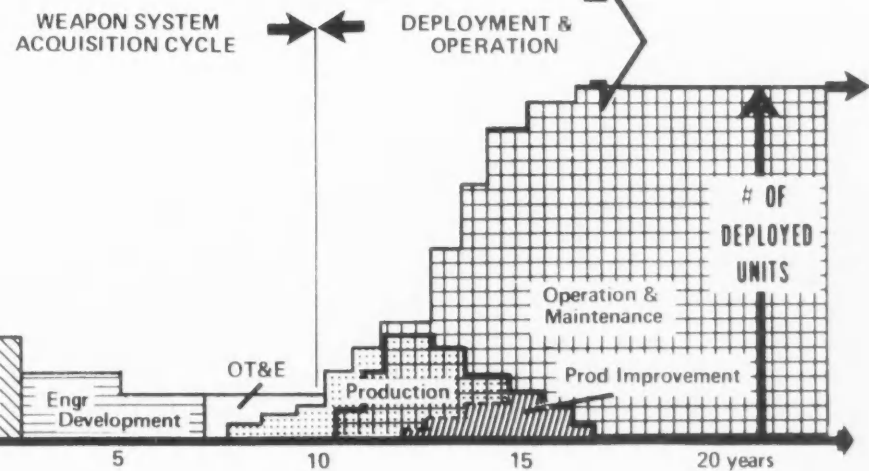 WEAPON SYSTEM
ACQUISITION CYCLE
DEPLOYMENT &
OPERATION
# OF
DEPLOYED
UNITS
Operation &
Maintenance
OT&E
Prod Improvement
Production
Engr
Development
5
10
15
20 years